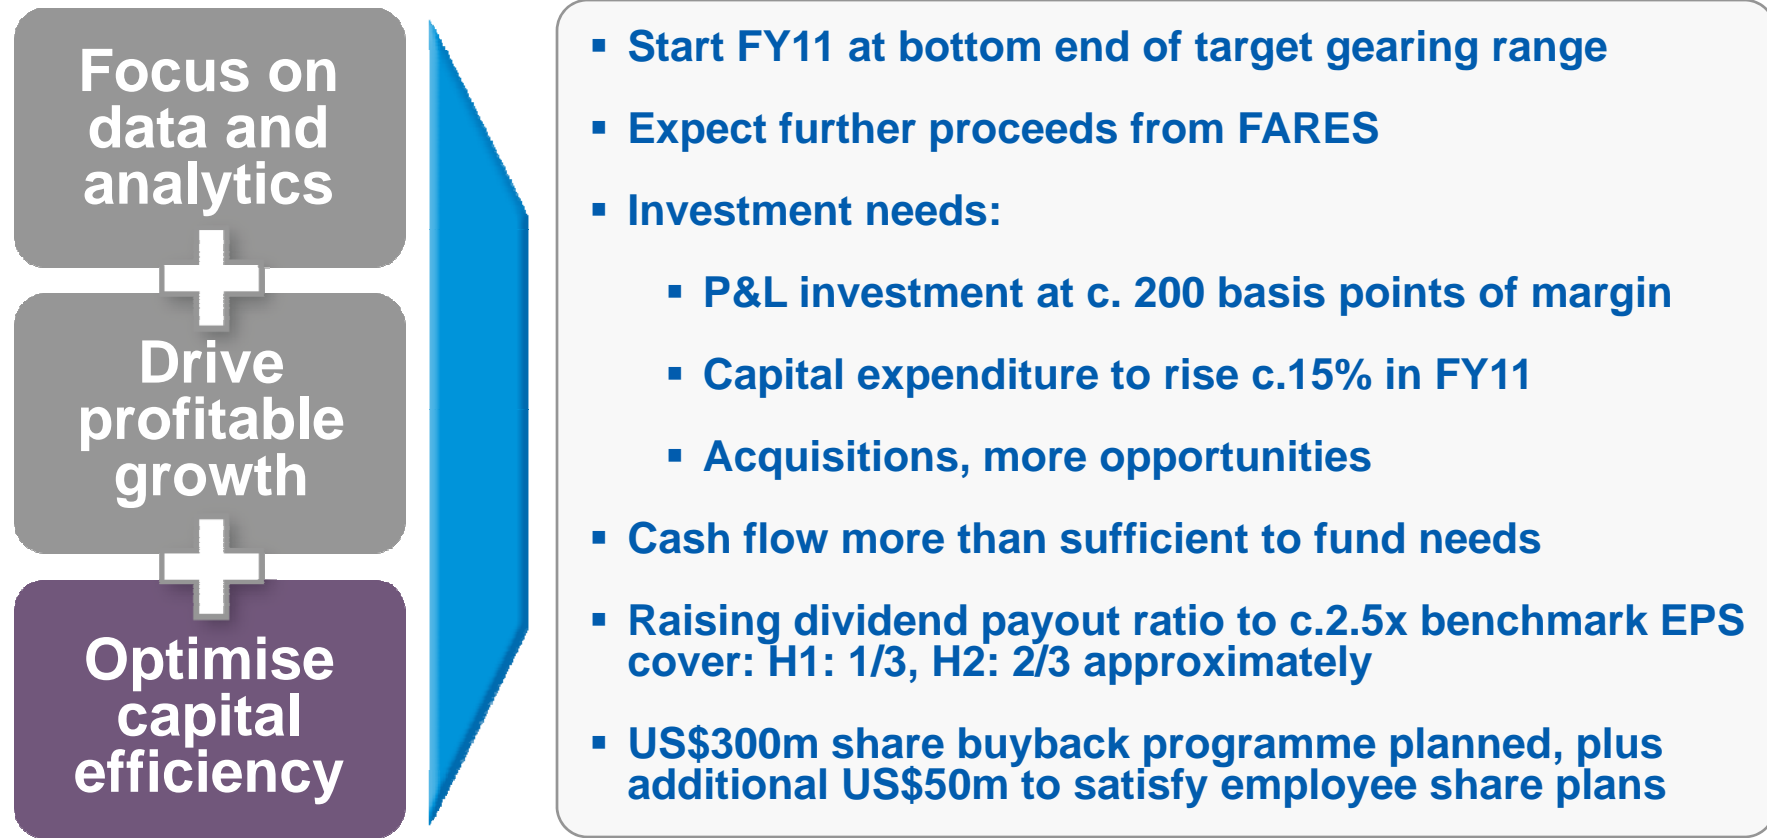 Focus on
data and
analytics
Drive
profitable
growth
Optimise
capital
efficiency
▪ Start FY11 at bottom end of target gearing range
▪ Expect further proceeds from FARES
▪ Investment needs:
▪ P&L investment at c. 200 basis points of margin
▪ Capital expenditure to rise c.15% in FY11
▪ Acquisitions, more opportunities
▪ Cash flow more than sufficient to fund needs
▪ Raising dividend payout ratio to c.2.5x benchmark EPS
cover: H1: 1/3, H2: 2/3 approximately
▪ US$300m share buyback programme planned, plus
additional US$50m to satisfy employee share plans